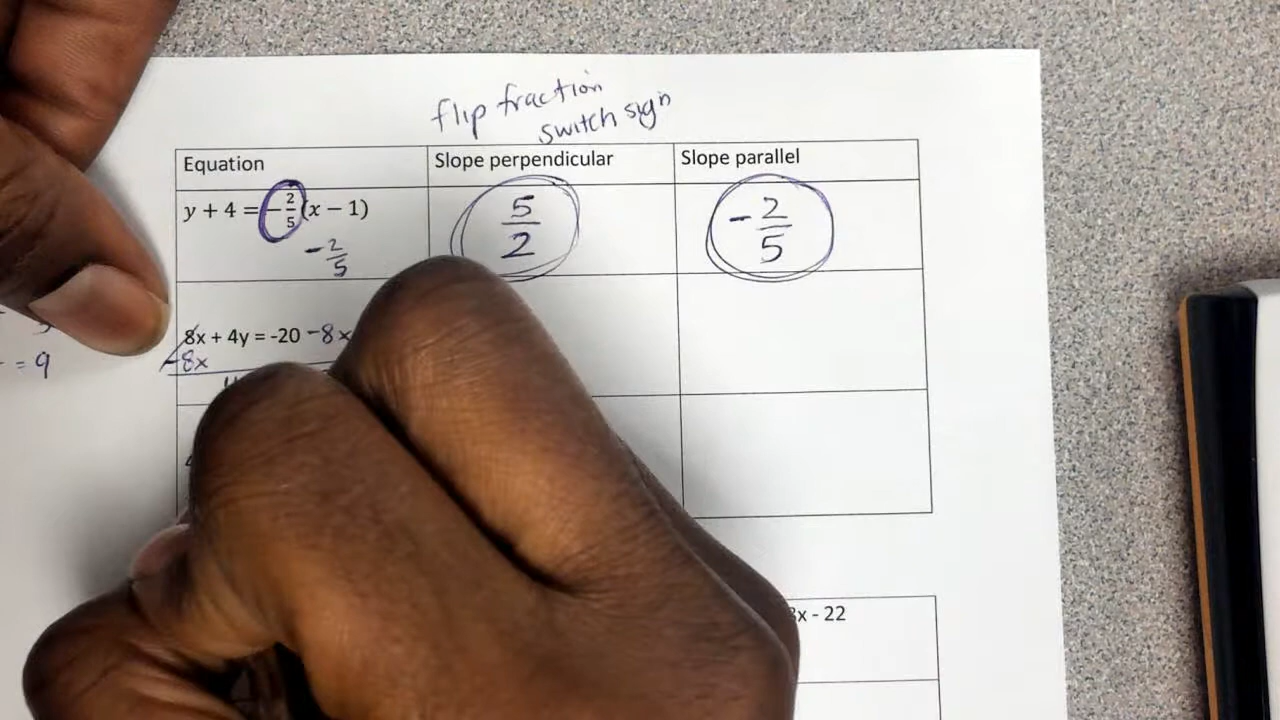 flip fraction
switch sign
Equation Slope perpendicular Slope parallel
y + 4 = -2/5(x − 1) 5/2 -2/5
-2/5
8x + 4y = -20 -8x
-8x
= 9
x - 22